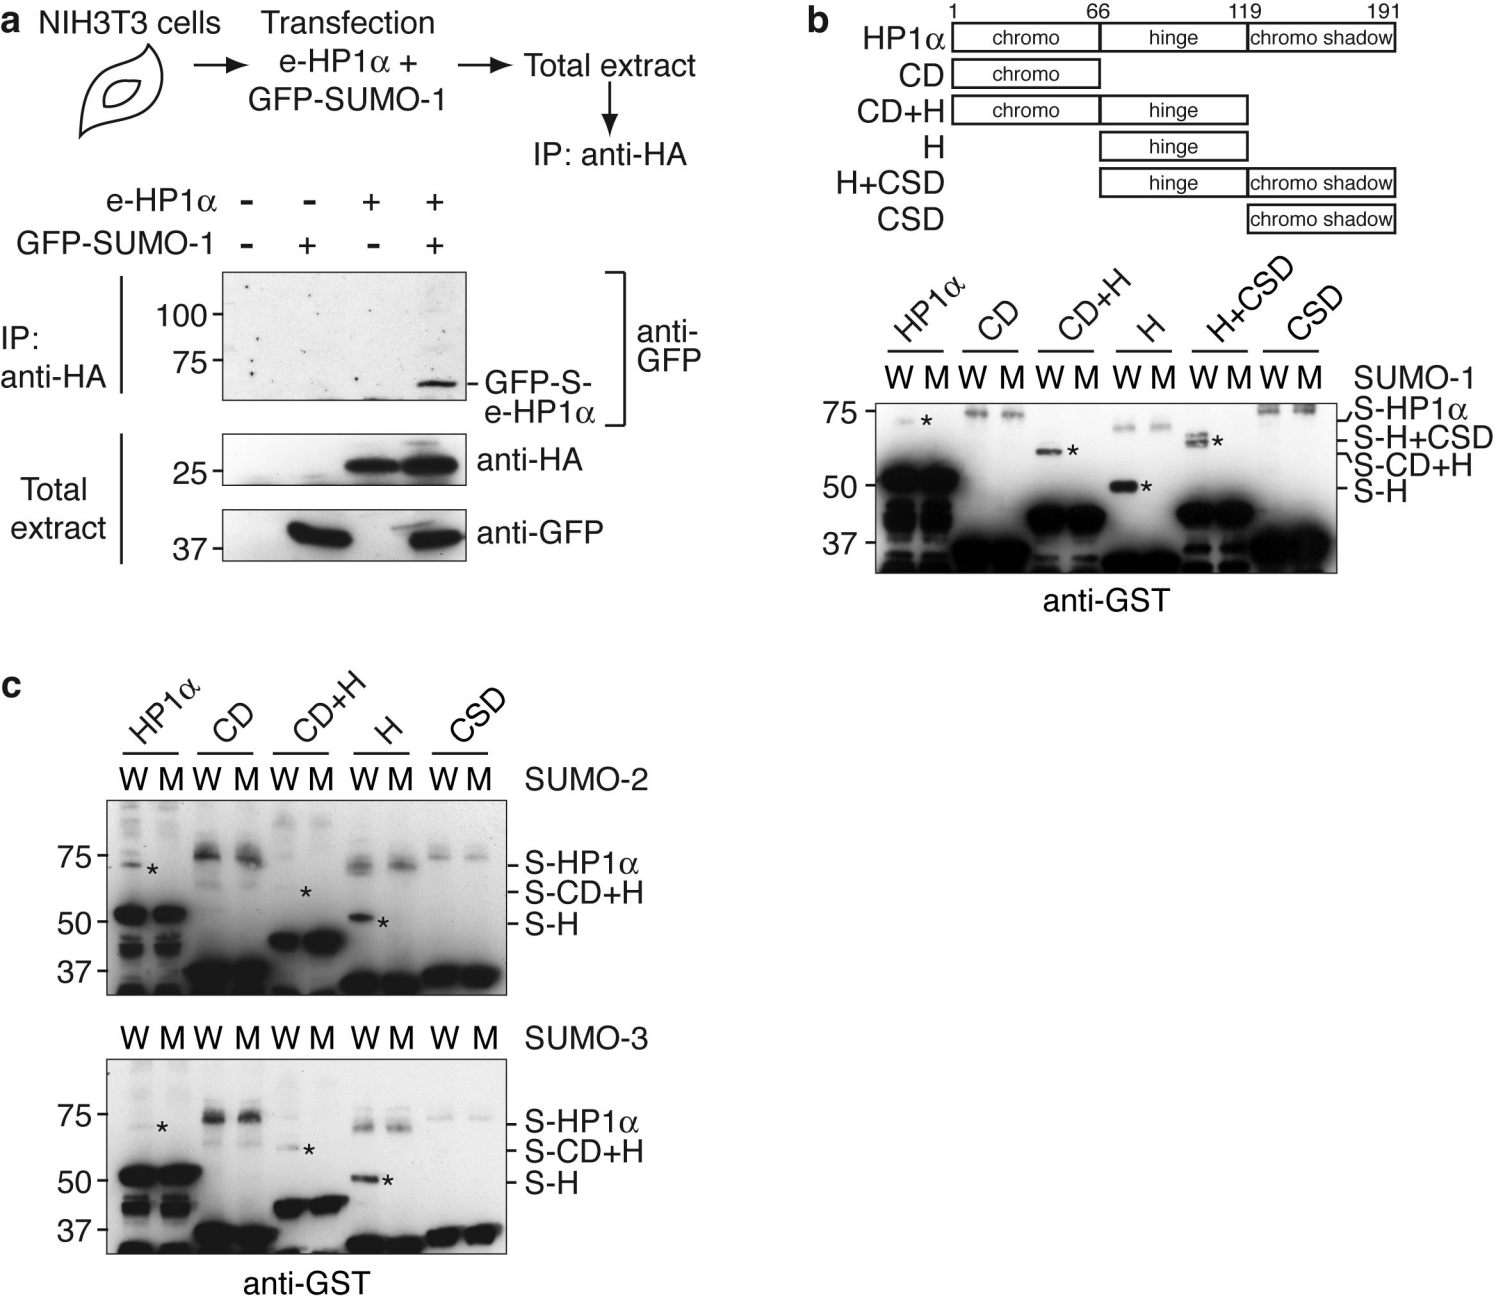 a
NIH3T3 cells
Transfection
e-HP1α +
GFP-SUMO-1
Total extract
IP: anti-HA
e-HP1α - - + +
GFP-SUMO-1 - + - +
IP:
anti-HA
100
75
GFP-S-
e-HP1α
anti-
GFP
Total
extract
25
anti-HA
37
anti-GFP
b
1 66 119 191
HP1α chromo hinge chromo shadow
CD chromo
CD+H chromo hinge
H hinge
H+CSD hinge chromo shadow
CSD chromo shadow
HP1α CD CD+H H H+CSD CSD
W M W M W M W M W M W M SUMO-1
75
50
37
* * * *
S-HP1α
S-H+CSD
S-CD+H
S-H
anti-GST
c
HP1α CD CD+H H CSD
W M W M W M W M W M SUMO-2
75
50
37
* * *
S-HP1α
S-CD+H
S-H
W M W M W M W M W M SUMO-3
75
50
37
* * *
S-HP1α
S-CD+H
S-H
anti-GST